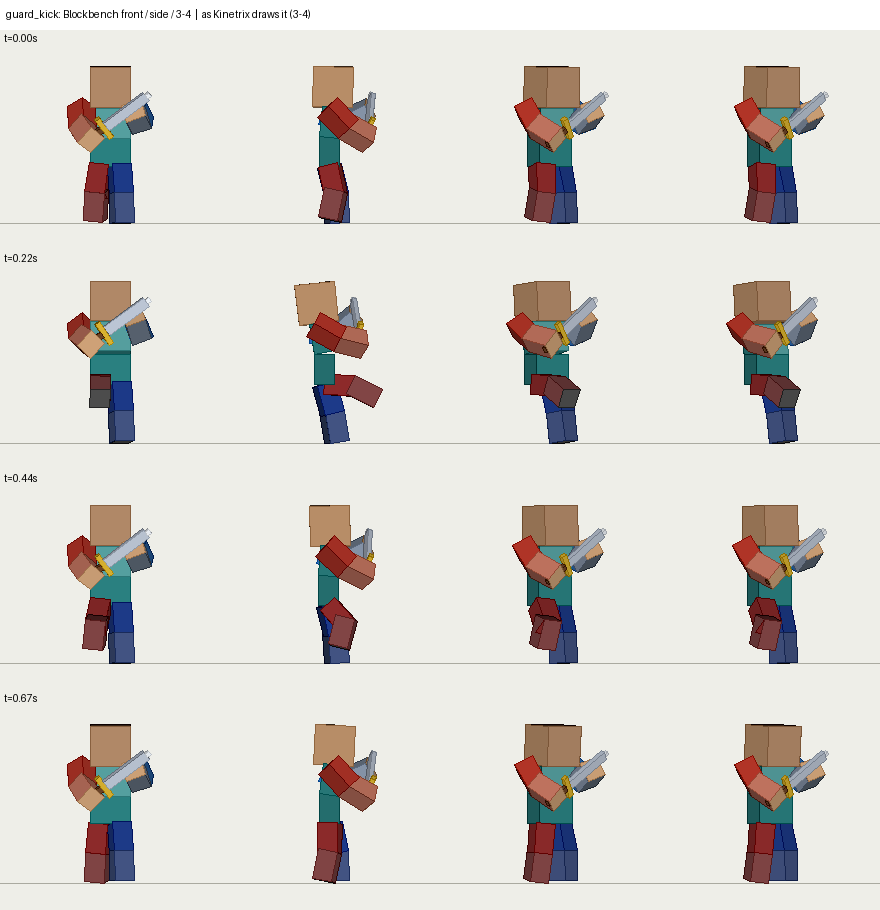 guard_kick: Blockbench front/side/3-4 | as Kinetrix draws it (3-4)
t=0.00s
t=0.22s
t=0.44s
t=0.67s